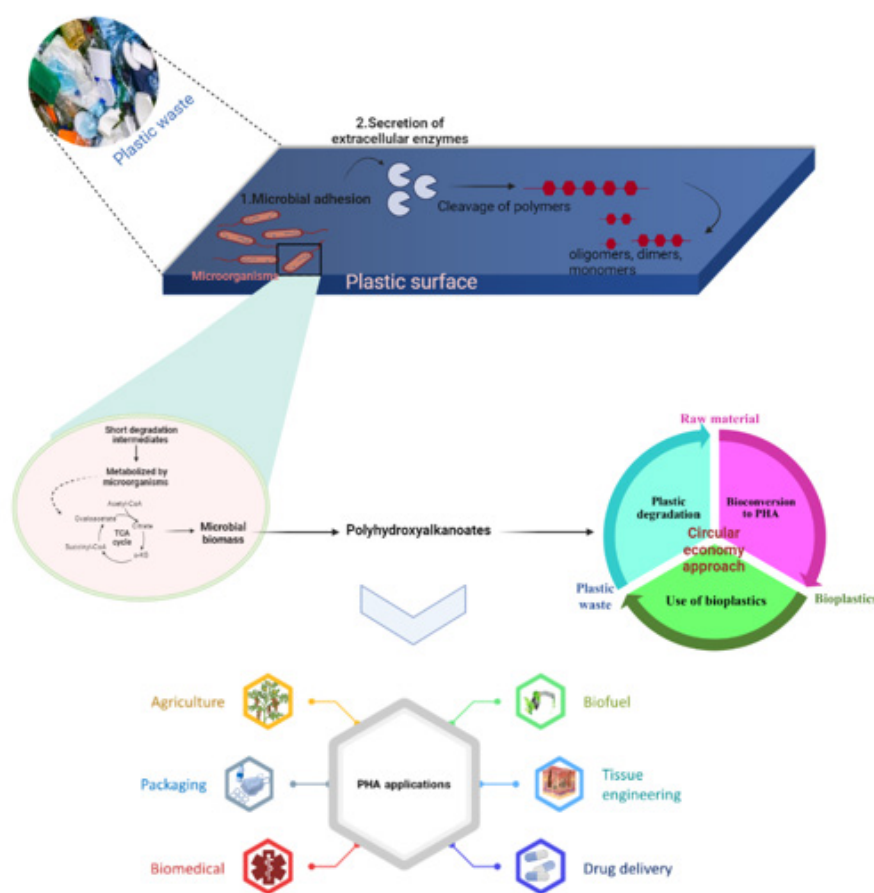 Plastic waste
2.Secretion of
extracellular enzymes
1.Microbial adhesion
Cleavage of polymers
oligomers, dimers,
monomers
Microorganisms
Plastic surface
Short degradation
intermediates
Metabolized by
microorganisms
Acetyl-CoA
Oxaloacetate
Citrate
TCA
cycle
Succinyl-CoA
α-KG
Microbial
biomass
Polyhydroxyalkanoates
Raw material
Plastic
degradation
Bioconversion
to PHA
Circular
economy
approach
Plastic
waste
Use of bioplastics
Bioplastics
Agriculture
Biofuel
Packaging
PHA applications
Tissue
engineering
Biomedical
Drug delivery